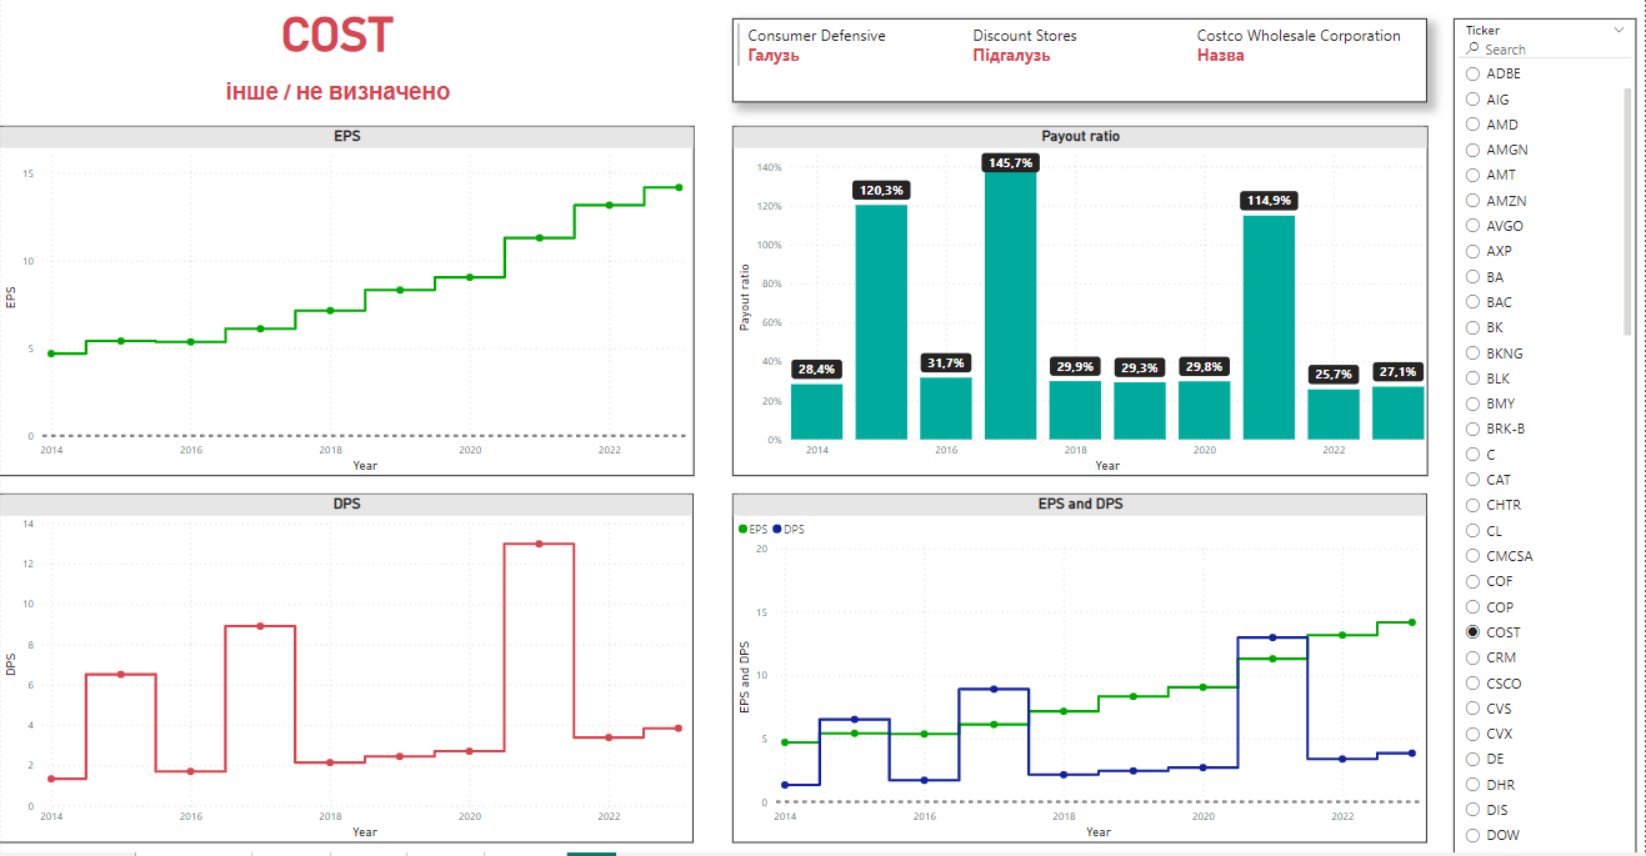 COST
інше / не визначено
Consumer Defensive
Галузь
Discount Stores
Підгалузь
Costco Wholesale Corporation
Назва
EPS
15
10
5
0
EPS
2014 2016 2018 2020 2022
Year
Payout ratio
140%
120%
100%
80%
60%
40%
20%
0%
Payout ratio
28,4% 120,3% 31,7% 145,7% 29,9% 29,3% 29,8% 114,9% 25,7% 27,1%
2014 2016 2018 2020 2022
Year
DPS
14
12
10
8
6
4
2
0
DPS
2014 2016 2018 2020 2022
Year
EPS and DPS
EPS DPS
20
15
10
5
0
EPS and DPS
2014 2016 2018 2020 2022
Year
Ticker
Search
ADBE
AIG
AMD
AMGN
AMT
AMZN
AVGO
AXP
BA
BAC
BK
BKNG
BLK
BMY
BRK-B
C
CAT
CHTR
CL
CMCSA
COF
COP
COST
CRM
CSCO
CVS
CVX
DE
DHR
DIS
DOW